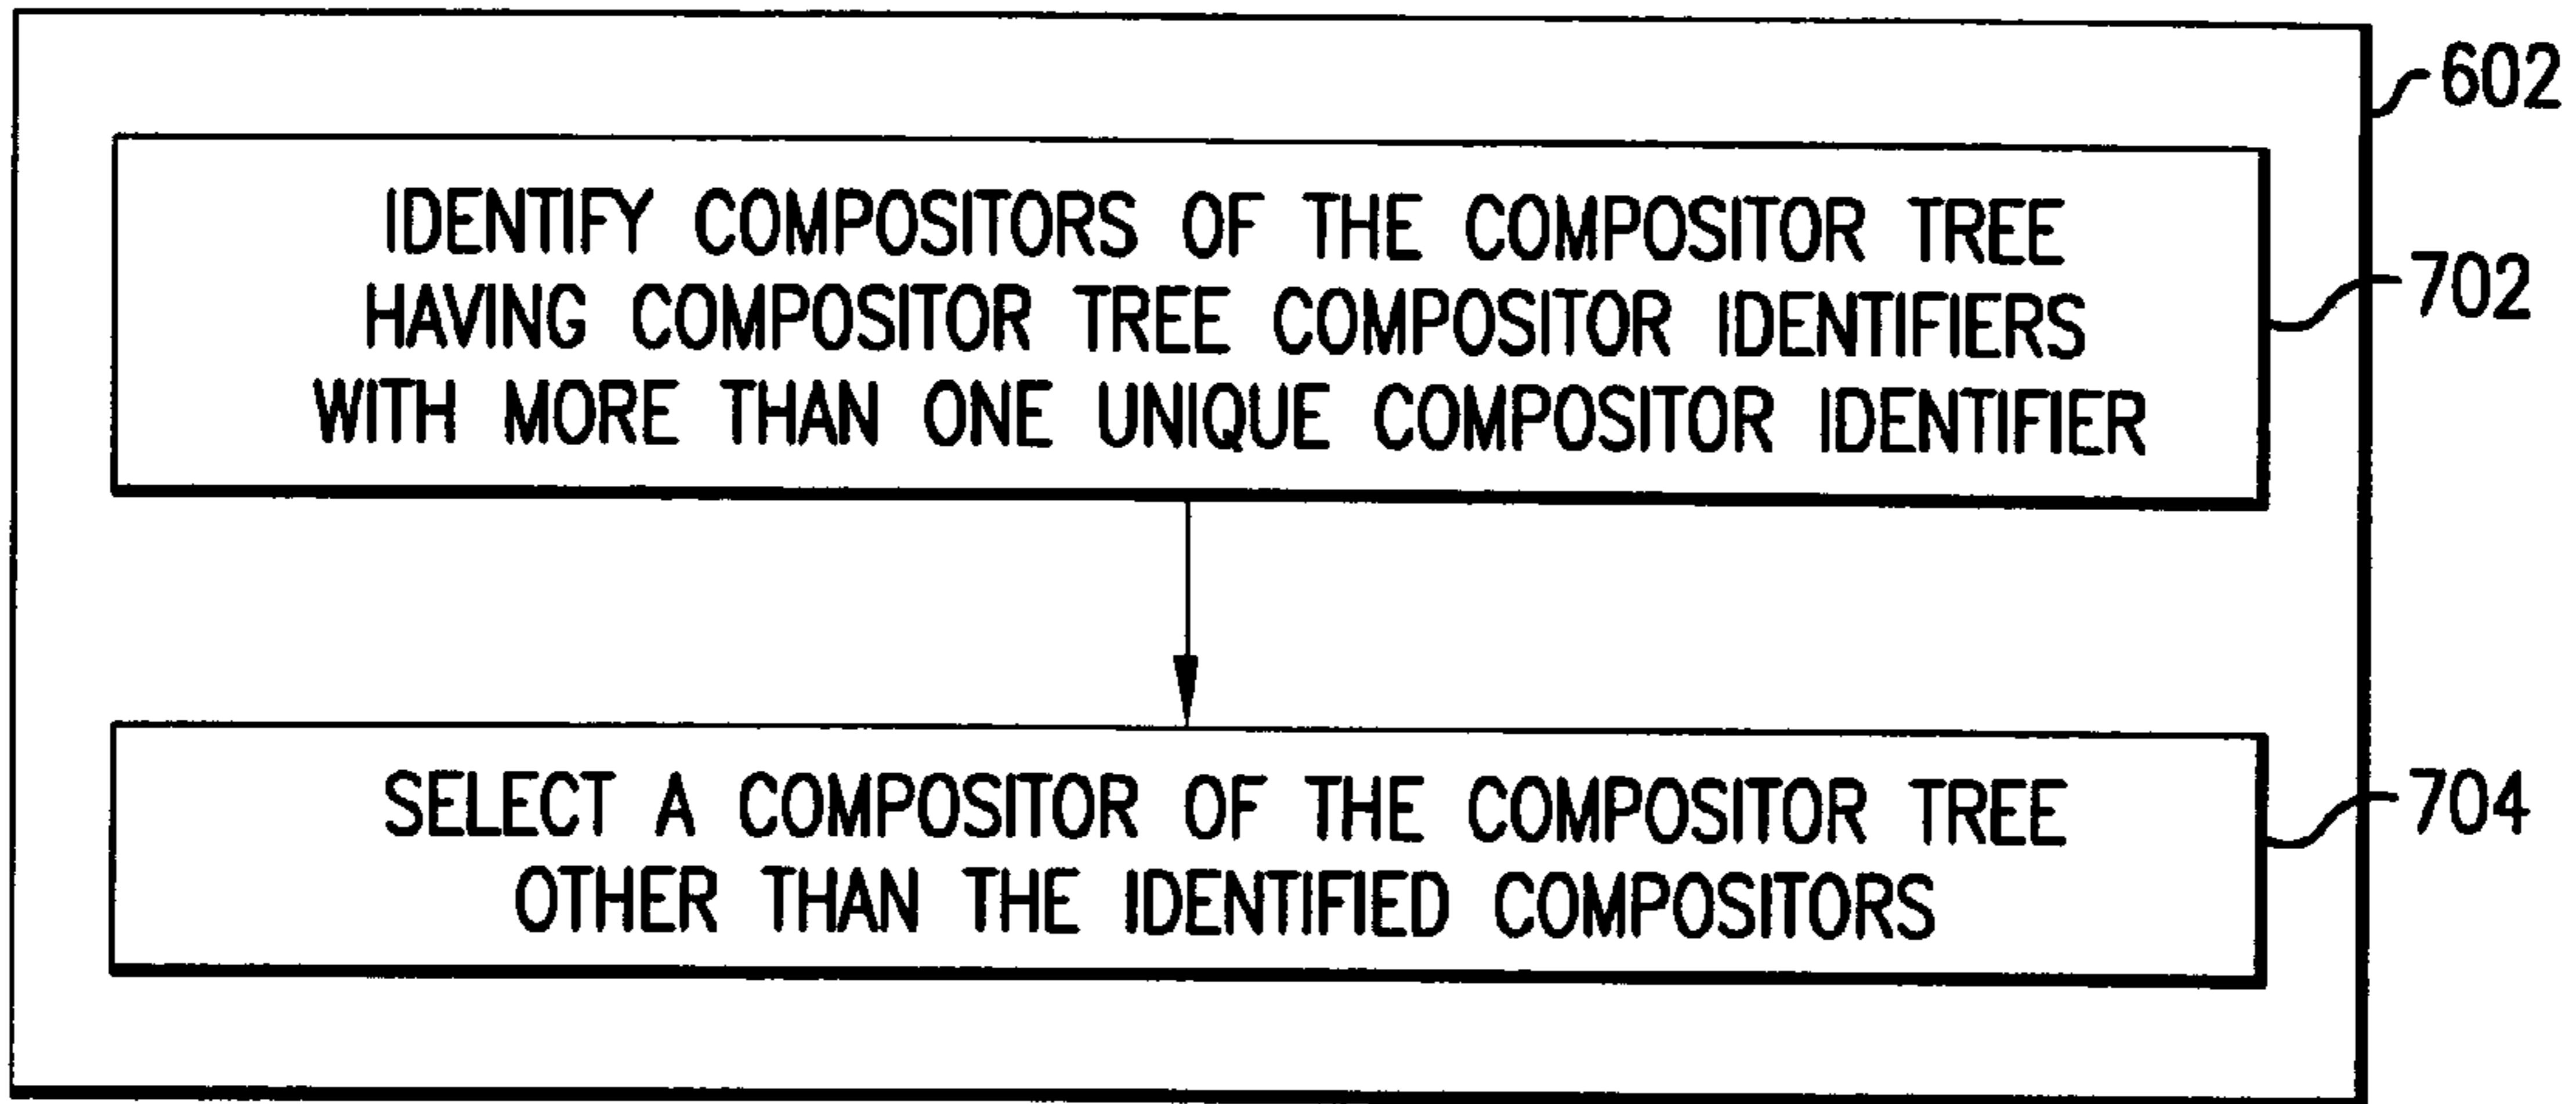 602
IDENTIFY COMPOSITORS OF THE COMPOSITOR TREE
HAVING COMPOSITOR TREE COMPOSITOR IDENTIFIERS
WITH MORE THAN ONE UNIQUE COMPOSITOR IDENTIFIER
702
SELECT A COMPOSITOR OF THE COMPOSITOR TREE
OTHER THAN THE IDENTIFIED COMPOSITORS
704